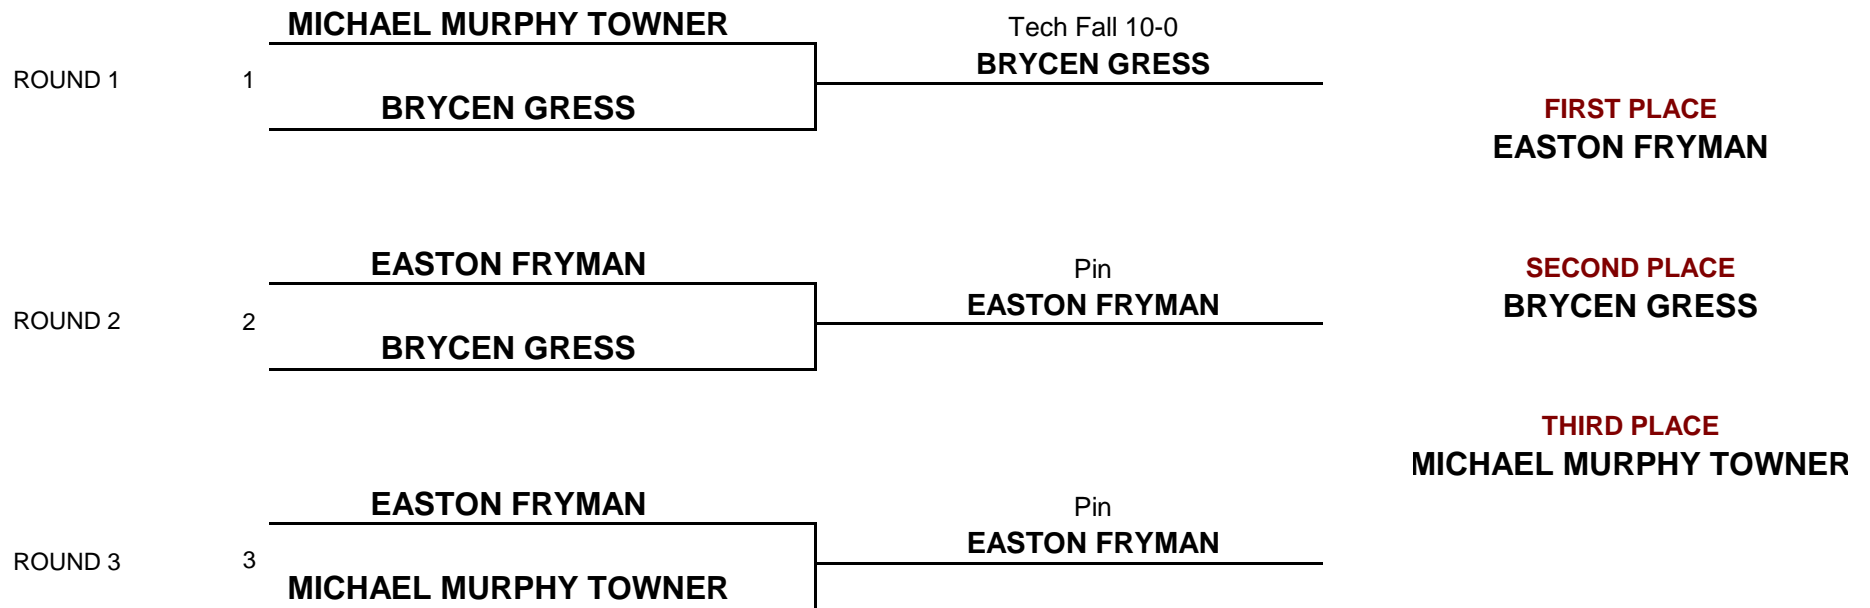 MICHAEL MURPHY TOWNER
Tech Fall 10-0
BRYCEN GRESS
ROUND 1
1
BRYCEN GRESS
FIRST PLACE
EASTON FRYMAN
EASTON FRYMAN
Pin
EASTON FRYMAN
SECOND PLACE
BRYCEN GRESS
ROUND 2
2
BRYCEN GRESS
THIRD PLACE
MICHAEL MURPHY TOWNER
EASTON FRYMAN
Pin
EASTON FRYMAN
ROUND 3
3
MICHAEL MURPHY TOWNER